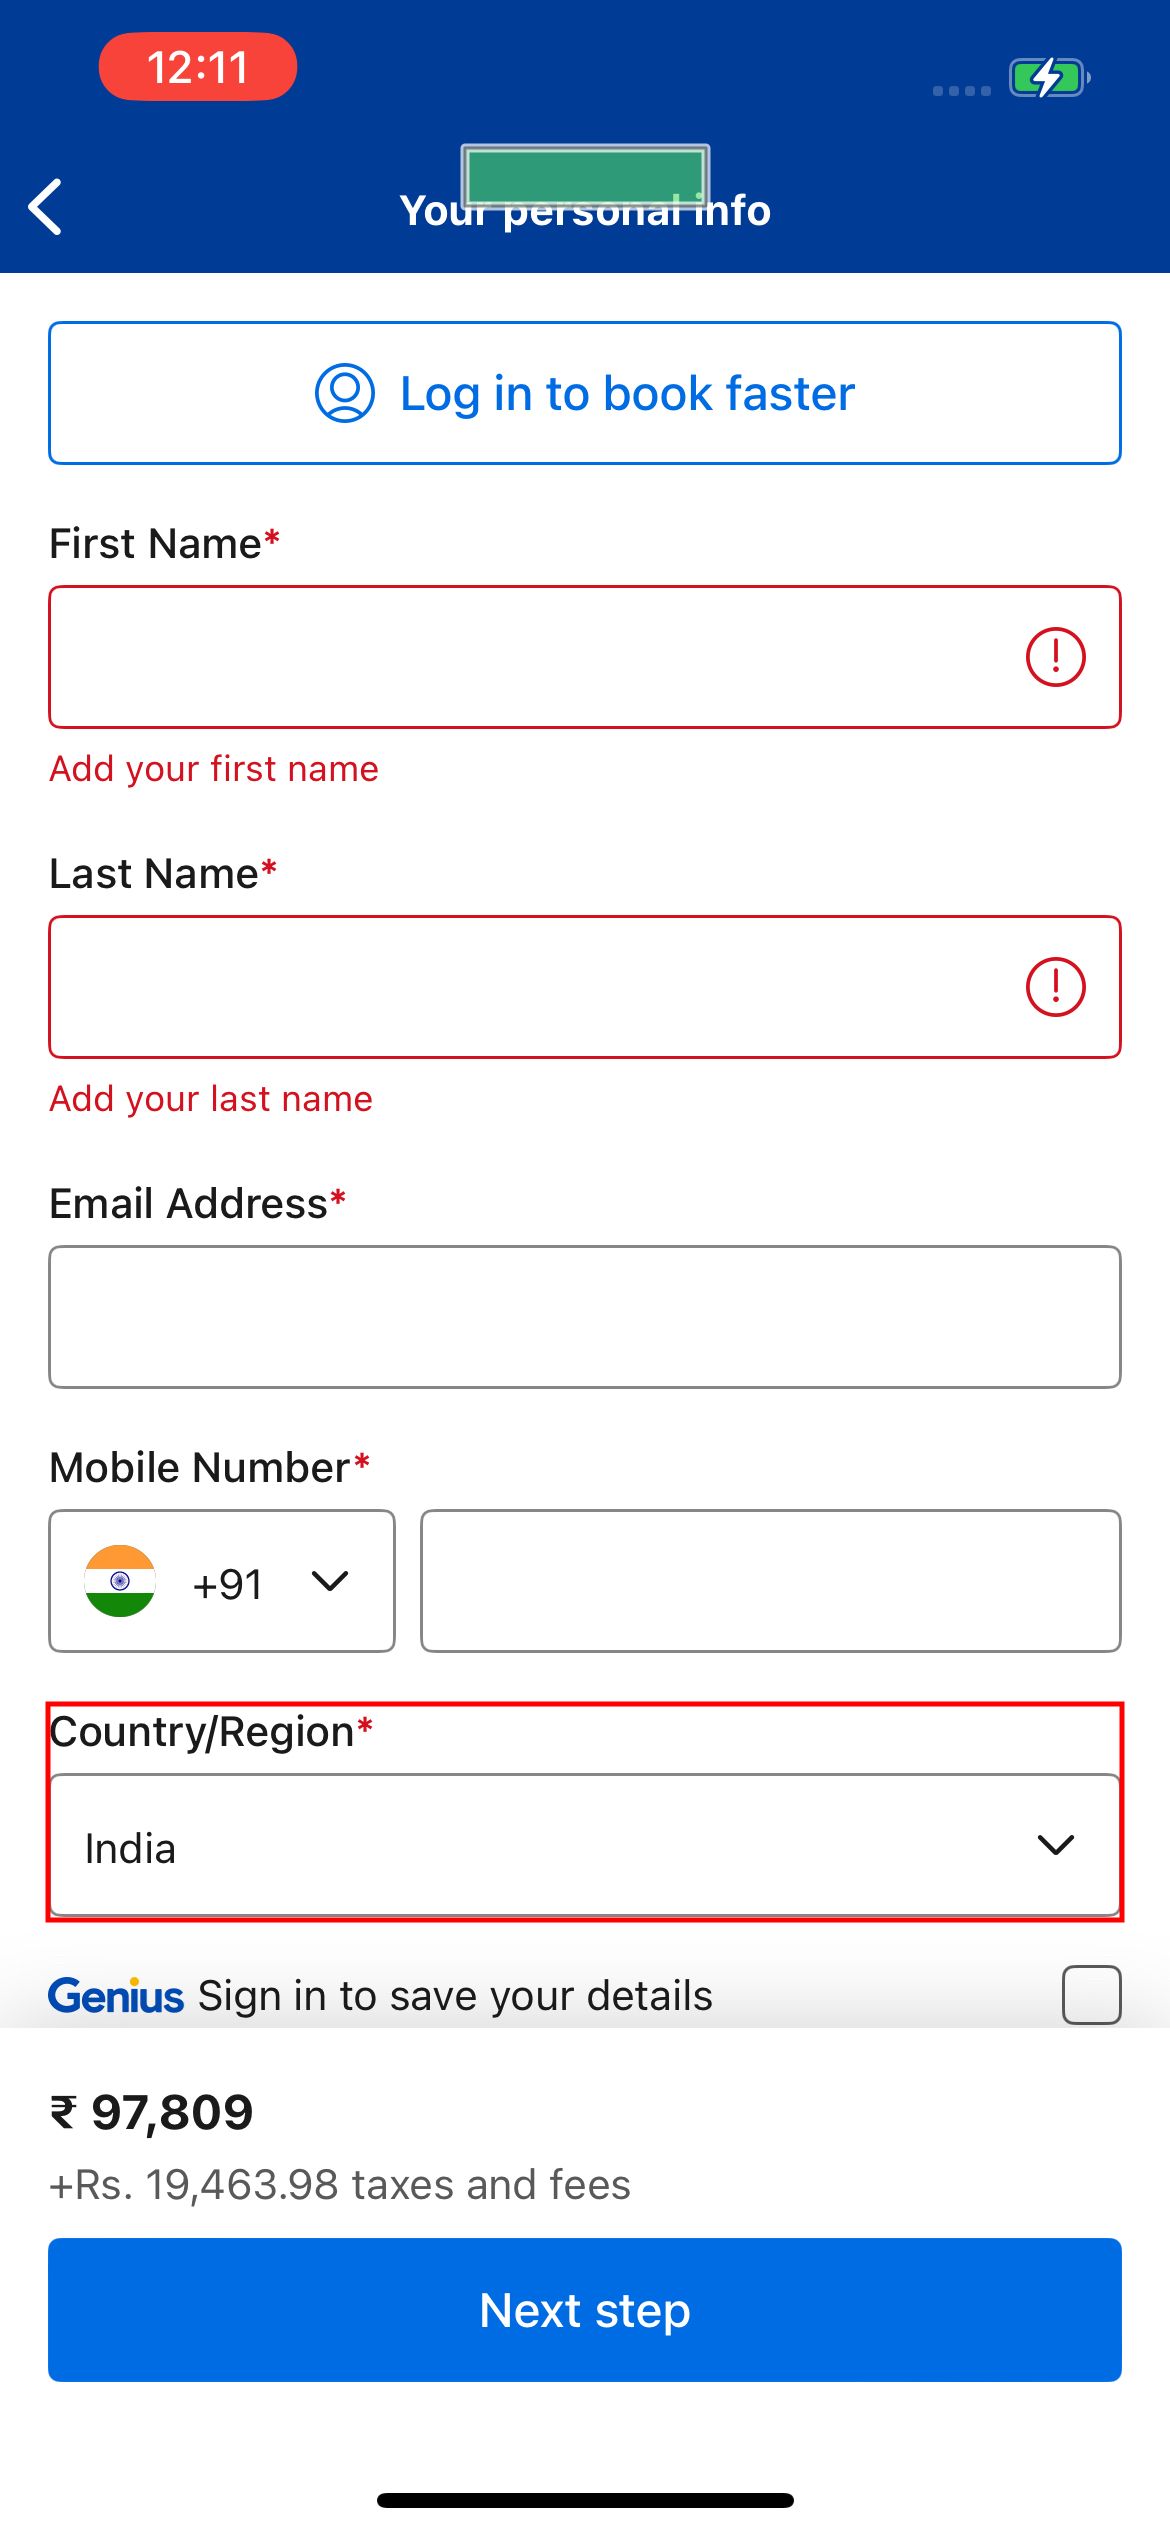 12:11
Your personal info
Log in to book faster
First Name*
Add your first name
Last Name*
Add your last name
Email Address*
Mobile Number*
+91
Country/Region*
India
Genius Sign in to save your details
₹ 97,809
+Rs. 19,463.98 taxes and fees
Next step